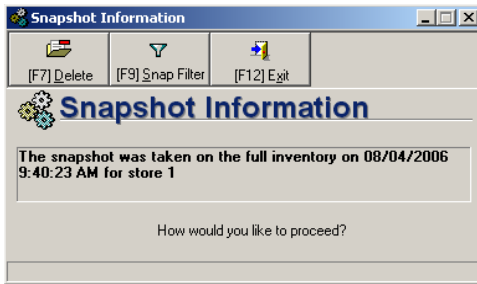 Snapshot Information
[F7] Delete [F9] Snap Filter [F12] Exit
Snapshot Information
The snapshot was taken on the full inventory on 08/04/2006
9:40:23 AM for store 1
How would you like to proceed?